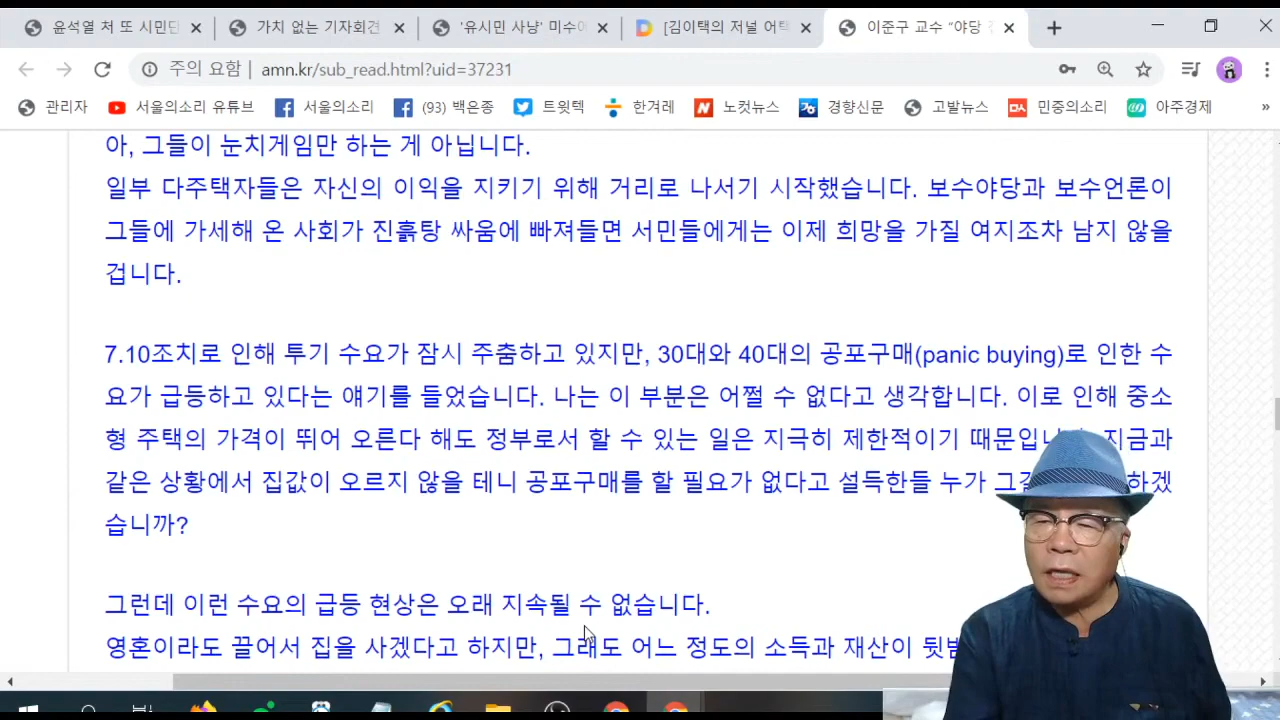 윤석열 처 또 시민단
가치 없는 기자회견
'유시민 사냥' 미수에
[김이택의 저널 어택
이준구 교수 "야당
주의 요함
amn.kr/sub_read.html?uid=37231
관리자
서울의소리 유튜브
서울의소리
(93) 백은종
트윗텍
한겨레
노컷뉴스
경향신문
고발뉴스
민중의소리
아주경제
»
아, 그들이 눈치게임만 하는 게 아닙니다.
일부 다주택자들은 자신의 이익을 지키기 위해 거리로 나서기 시작했습니다. 보수야당과 보수언론이
그들에 가세해 온 사회가 진흙탕 싸움에 빠져들면 서민들에게는 이제 희망을 가질 여지조차 남지 않을
겁니다.
7.10조치로 인해 투기 수요가 잠시 주춤하고 있지만, 30대와 40대의 공포구매(panic buying)로 인한 수
요가 급등하고 있다는 얘기를 들었습니다. 나는 이 부분은 어쩔 수 없다고 생각합니다. 이로 인해 중소
형 주택의 가격이 뛰어 오른다 해도 정부로서 할 수 있는 일은 지극히 제한적이기 지금과
같은 상황에서 집값이 오르지 않을 테니 공포구매를 할 필요가 없다고 설득한들 누가 하겠
습니까?
그런데 이런 수요의 급등 현상은 오래 지속될 수 없습니다.
영혼이라도 끌어서 집을 사겠다고 하지만, 그래도 어느 정도의 소득과 재산이